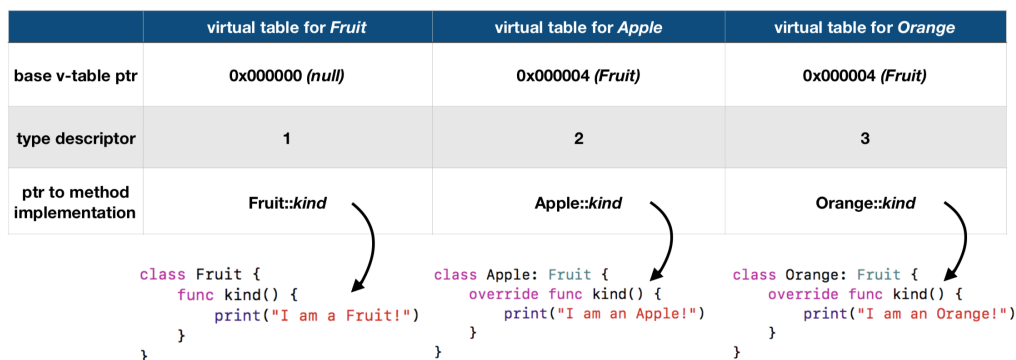 virtual table for Fruit
virtual table for Apple
virtual table for Orange
base v-table ptr
0x000000 (null)
0x000004 (Fruit)
0x000004 (Fruit)
type descriptor
1
2
3
ptr to method
implementation
Fruit::kind
Apple::kind
Orange::kind
class Fruit {
    func kind() {
        print("I am a Fruit!")
    }
}
class Apple: Fruit {
    override func kind() {
        print("I am an Apple!")
    }
}
class Orange: Fruit {
    override func kind() {
        print("I am an Orange!")
    }
}